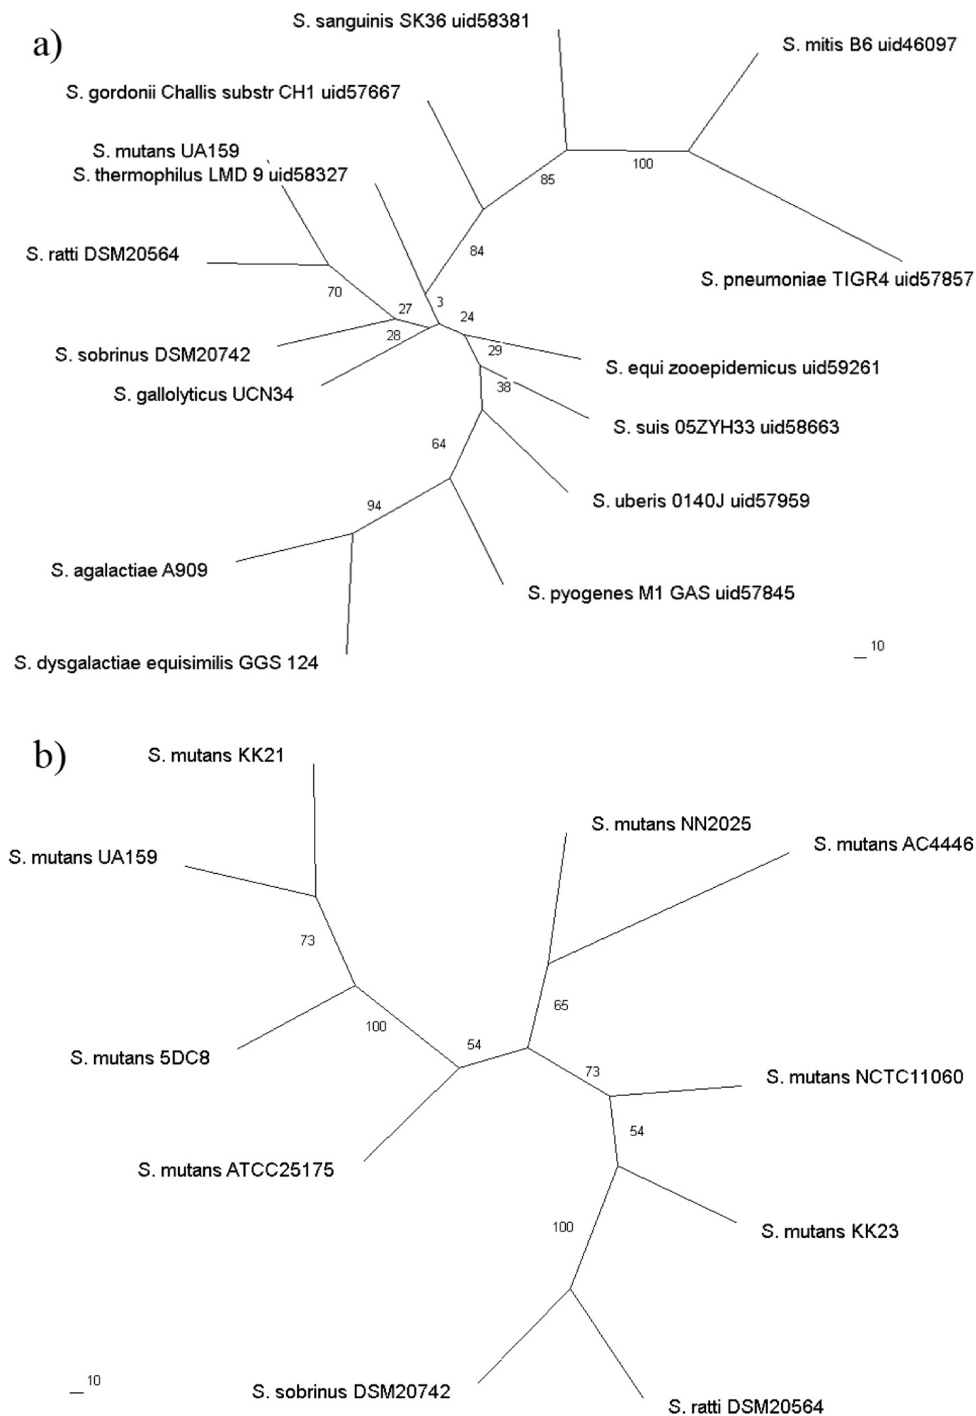 a)
S. sanguinis SK36 uid58381
S. mitis B6 uid46097
S. gordonii Challis substr CH1 uid57667
S. mutans UA159
S. thermophilus LMD 9 uid58327
100
85
S. ratti DSM20564
84
S. pneumoniae TIGR4 uid57857
70
3
27
24
28
S. sobrinus DSM20742
29
S. equi zooepidemicus uid59261
S. gallolyticus UCN34
38
S. suis 05ZYH33 uid58663
64
S. uberis 0140J uid57959
94
S. agalactiae A909
S. pyogenes M1 GAS uid57845
10
S. dysgalactiae equisimilis GGS 124
b)
S. mutans KK21
S. mutans NN2025
S. mutans AC4446
S. mutans UA159
73
65
100
54
S. mutans 5DC8
73
S. mutans NCTC11060
54
S. mutans ATCC25175
100
S. mutans KK23
10
S. sobrinus DSM20742
S. ratti DSM20564